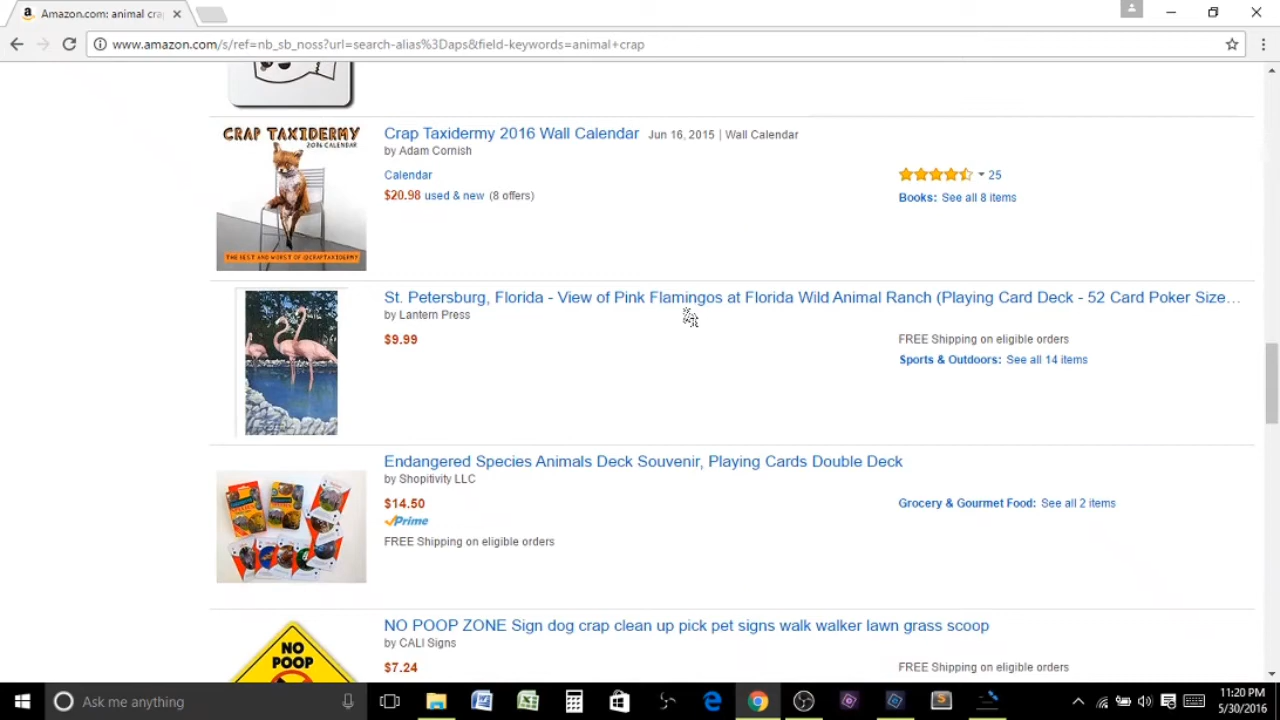 Amazon.com: animal cra
www.amazon.com/s/ref=nb_sb_noss?url=search-alias%3Daps&field-keywords=animal+crap
CRAP TAXIDERMY
2016 CALENDAR
THE BEST AND WORST OF @CRAPTAXIDERMY
Crap Taxidermy 2016 Wall Calendar Jun 16, 2015 | Wall Calendar
by Adam Cornish
Calendar
$20.98 used & new (8 offers)
25
Books: See all 8 items
St. Petersburg, Florida - View of Pink Flamingos at Florida Wild Animal Ranch (Playing Card Deck - 52 Card Poker Size…
by Lantern Press
$9.99
FREE Shipping on eligible orders
Sports & Outdoors: See all 14 items
Endangered Species Animals Deck Souvenir, Playing Cards Double Deck
by Shopitivity LLC
$14.50
Prime
FREE Shipping on eligible orders
Grocery & Gourmet Food: See all 2 items
NO POOP ZONE Sign dog crap clean up pick pet signs walk walker lawn grass scoop
by CALI Signs
$7.24
FREE Shipping on eligible orders
NO
POOP
Ask me anything
11:20 PM
5/30/2016